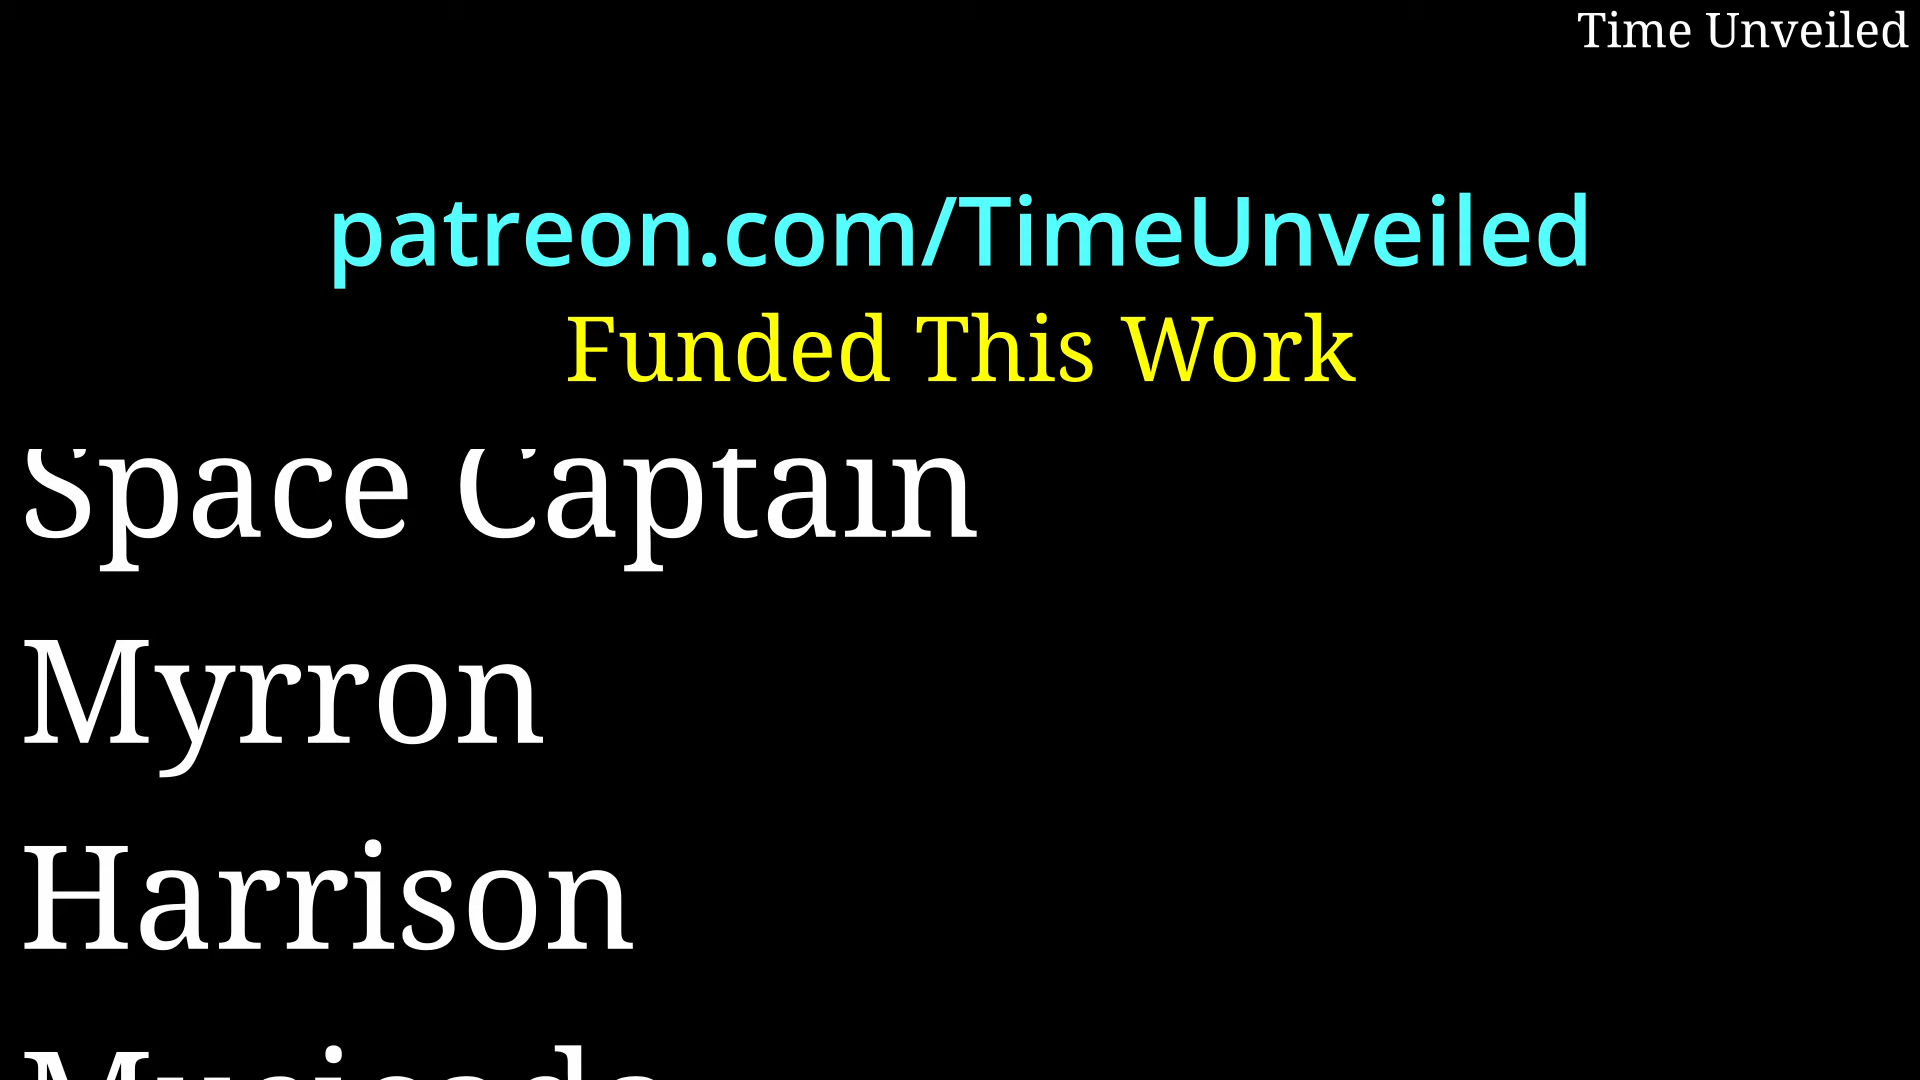 Time Unveiled
patreon.com/TimeUnveiled
Funded This Work
Space Captain
Myrron
Harrison